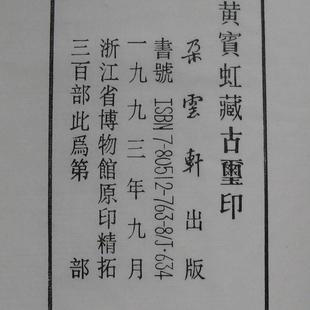 黃賓虹藏古璽印
朵雲軒出版
書號 ISBN 7-80512-763-8/J·634
一九九三年九月
浙江省博物館原印精拓
三百部此爲第 部